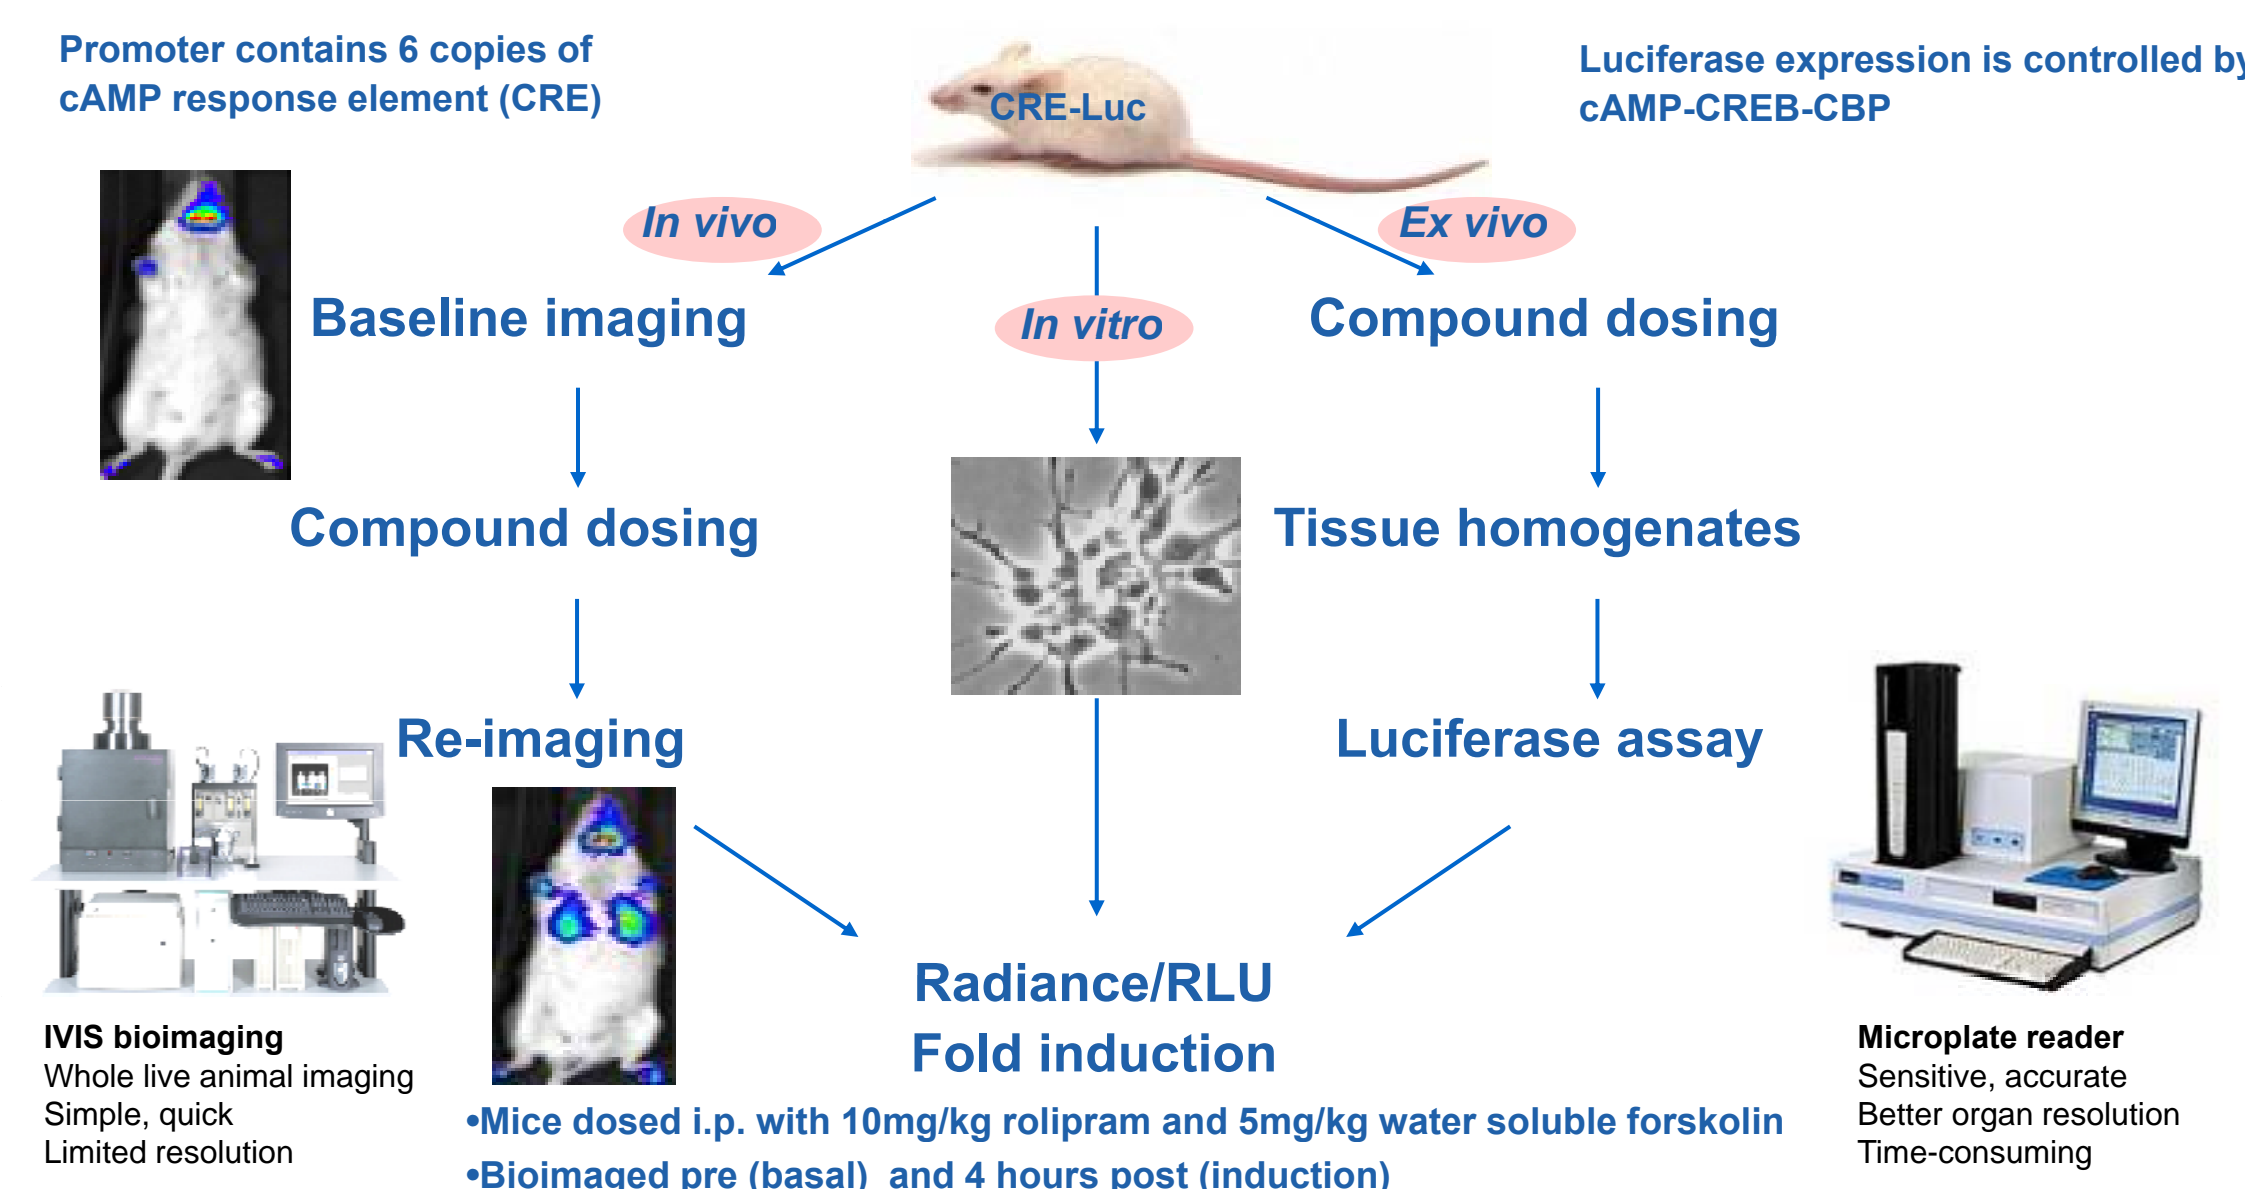 Promoter contains 6 copies of
cAMP response element (CRE)
CRE-Luc
Luciferase expression is controlled by
cAMP-CREB-CBP
In vivo
Ex vivo
In vitro
Baseline imaging
Compound dosing
Compound dosing
Tissue homogenates
Re-imaging
Luciferase assay
Radiance/RLU
Fold induction
IVIS bioimaging
Whole live animal imaging
Simple, quick
Limited resolution
Microplate reader
Sensitive, accurate
Better organ resolution
Time-consuming
•Mice dosed i.p. with 10mg/kg rolipram and 5mg/kg water soluble forskolin
•Bioimaged pre (basal)  and 4 hours post (induction)